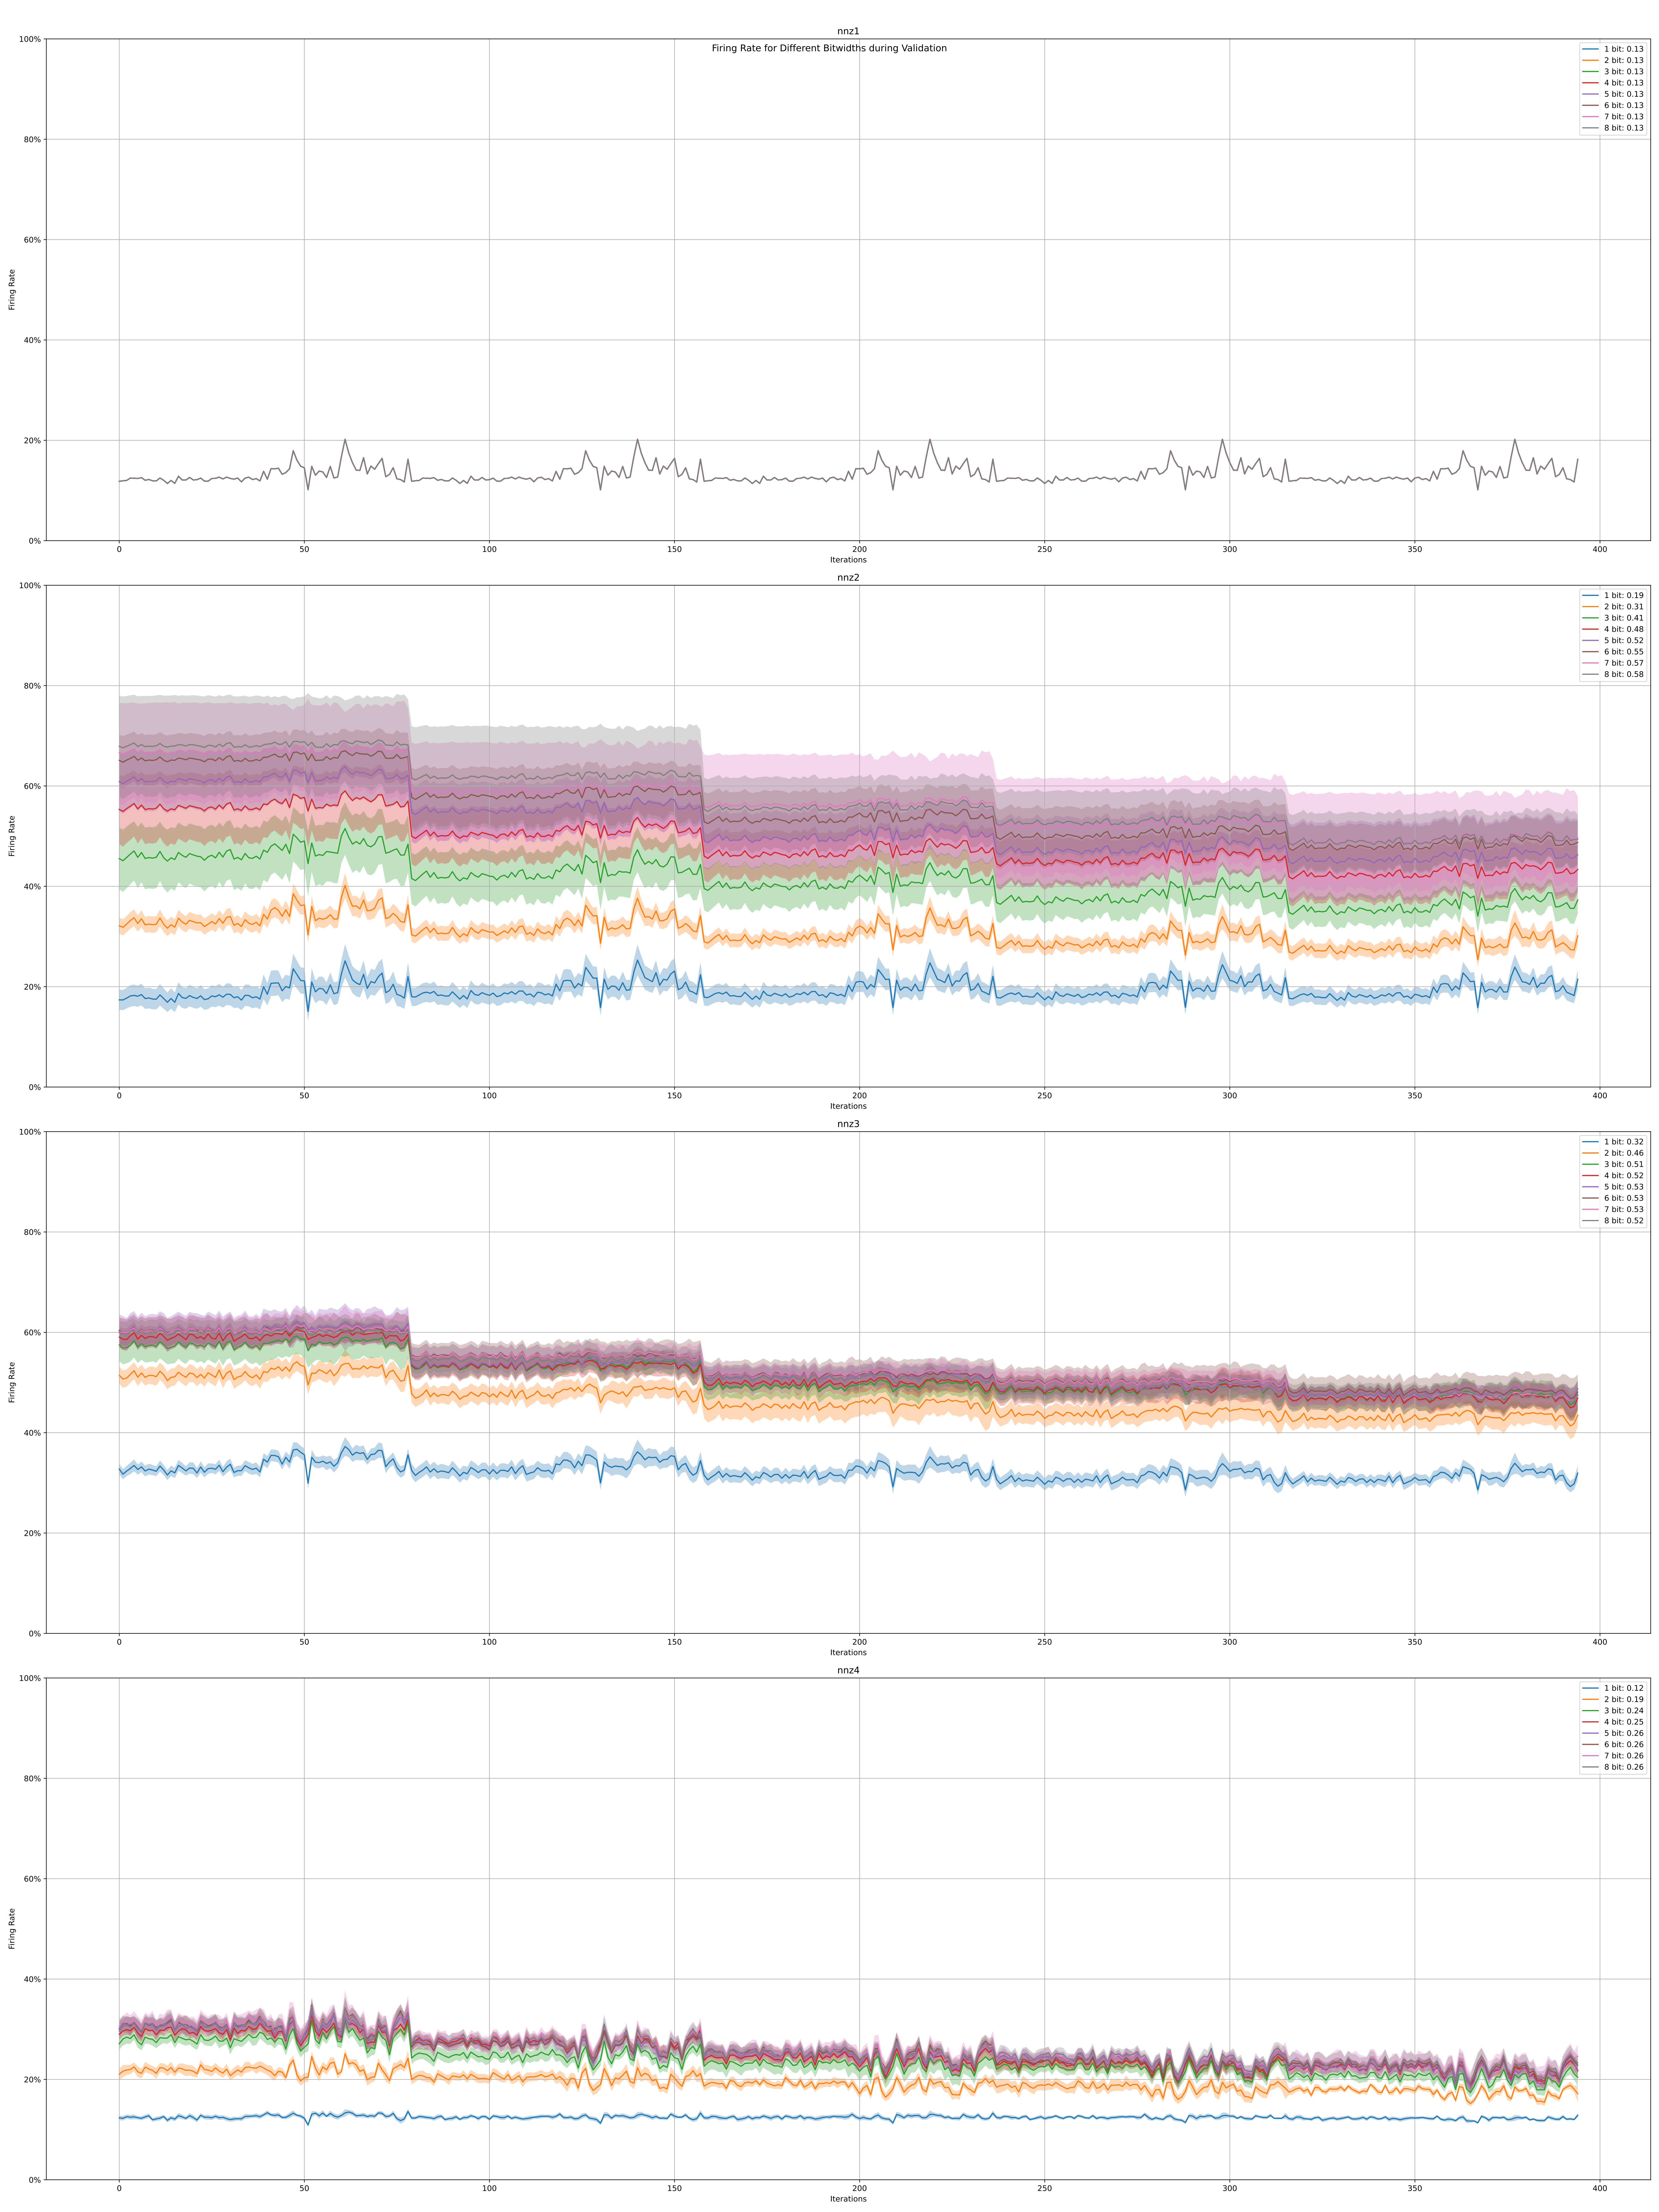 nnz1
Firing Rate for Different Bitwidths during Validation
100%
80%
60%
40%
20%
0%
Firing Rate
1 bit: 0.13
2 bit: 0.13
3 bit: 0.13
4 bit: 0.13
5 bit: 0.13
6 bit: 0.13
7 bit: 0.13
8 bit: 0.13
0 50 100 150 200 250 300 350 400
Iterations
nnz2
100%
80%
60%
40%
20%
0%
Firing Rate
1 bit: 0.19
2 bit: 0.31
3 bit: 0.41
4 bit: 0.48
5 bit: 0.52
6 bit: 0.55
7 bit: 0.57
8 bit: 0.58
0 50 100 150 200 250 300 350 400
Iterations
nnz3
100%
80%
60%
40%
20%
0%
Firing Rate
1 bit: 0.32
2 bit: 0.46
3 bit: 0.51
4 bit: 0.52
5 bit: 0.53
6 bit: 0.53
7 bit: 0.53
8 bit: 0.52
0 50 100 150 200 250 300 350 400
Iterations
nnz4
100%
80%
60%
40%
20%
0%
Firing Rate
1 bit: 0.12
2 bit: 0.19
3 bit: 0.24
4 bit: 0.25
5 bit: 0.26
6 bit: 0.26
7 bit: 0.26
8 bit: 0.26
0 50 100 150 200 250 300 350 400
Iterations